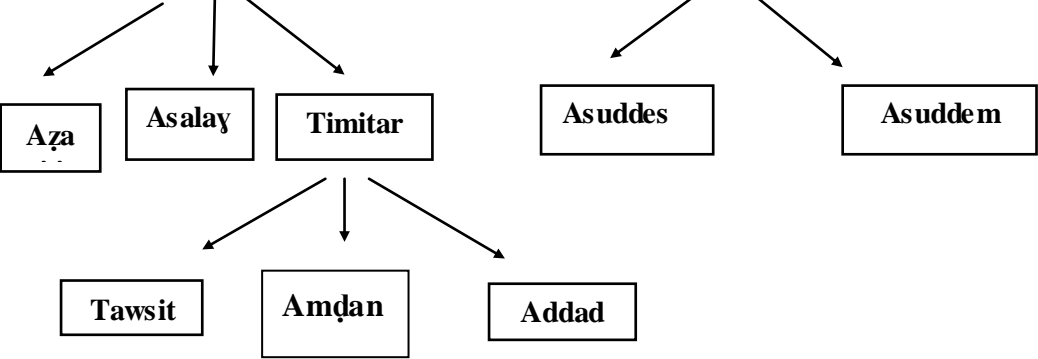 Aẓa
Asalaɣ
Timitar
Asuddes
Asuddem
Tawsit
Amḍan
Addad